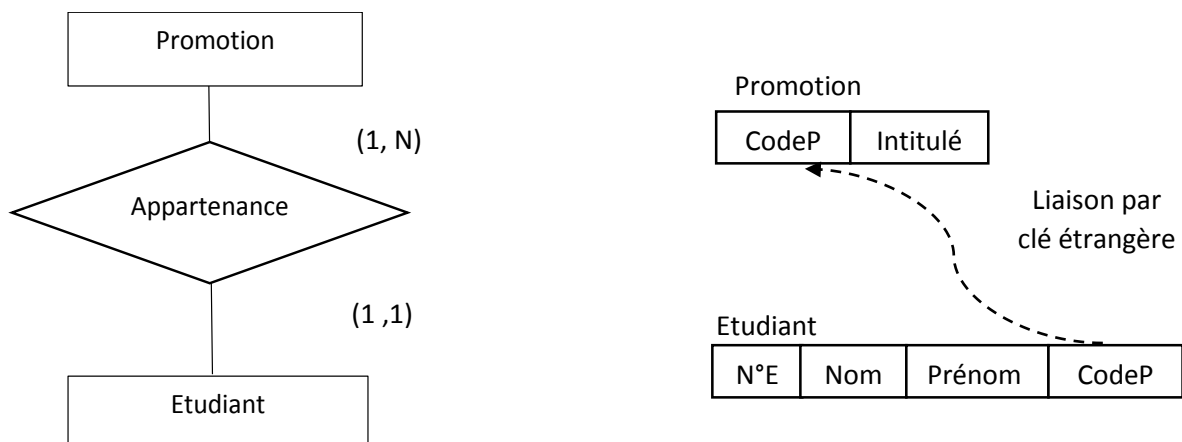 Promotion
(1, N)
Appartenance
(1 ,1)
Etudiant
Promotion
CodeP Intitulé
Liaison par
clé étrangère
Etudiant
N°E Nom Prénom CodeP